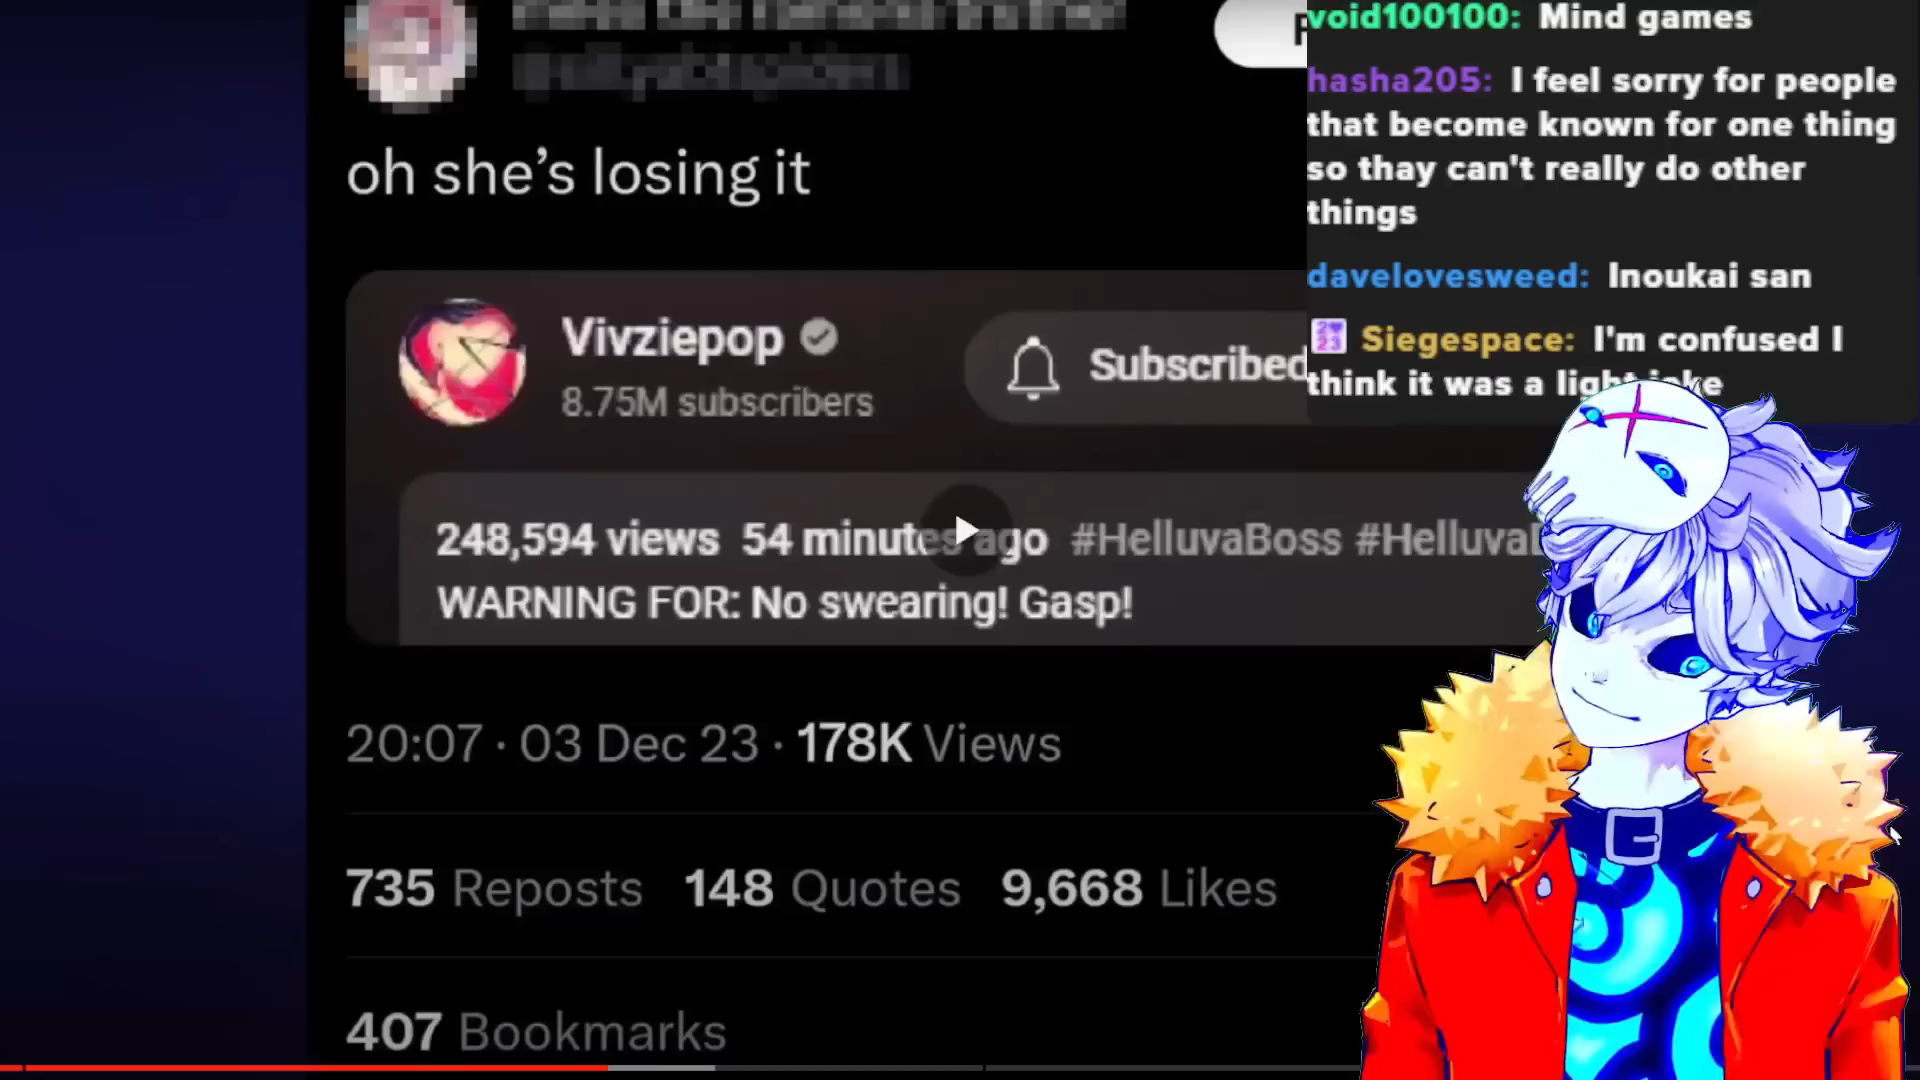 oh she's losing it
Vivziepop
8.75M subscribers
Subscribed
248,594 views 54 minutes ago #HelluvaBoss
WARNING FOR: No swearing! Gasp!
20:07 · 03 Dec 23 · 178K Views
735 Reposts 148 Quotes 9,668 Likes
407 Bookmarks
void100100: Mind games
hasha205: I feel sorry for people
that become known for one thing
so thay can't really do other
things
davelovesweed: Inoukai san
Siegespace: I'm confused I
think it was a light joke